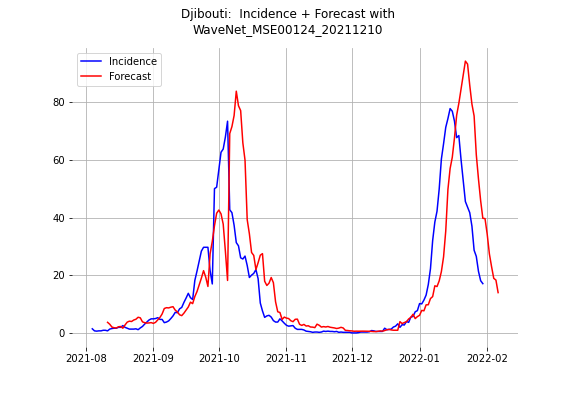 Djibouti:  Incidence + Forecast with
WaveNet_MSE00124_20211210
Incidence
Forecast
80
60
40
20
0
2021-08 2021-09 2021-10 2021-11 2021-12 2022-01 2022-02